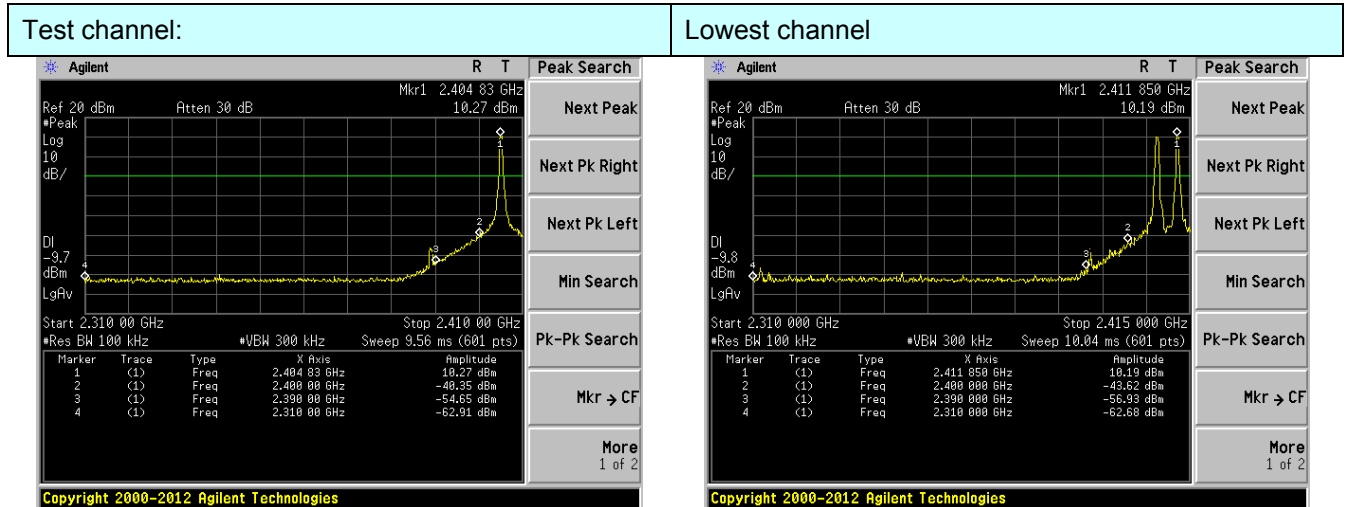 Test channel:
Lowest channel
Agilent R T Peak Search
Mkr1 2.404 83 GHz
Ref 20 dBm Atten 30 dB 10.27 dBm
#Peak
Log
10
dB/
1
2
3
DI
-9.7
4
dBm
LgAv
Start 2.310 00 GHz Stop 2.410 00 GHz
#Res BW 100 kHz #VBW 300 kHz Sweep 9.56 ms (601 pts)
Marker Trace Type X Axis Amplitude
1 (1) Freq 2.404 83 GHz 10.27 dBm
2 (1) Freq 2.400 00 GHz -40.35 dBm
3 (1) Freq 2.390 00 GHz -54.65 dBm
4 (1) Freq 2.310 00 GHz -62.91 dBm
Next Peak
Next Pk Right
Next Pk Left
Min Search
Pk-Pk Search
Mkr → CF
More
1 of 2
Copyright 2000-2012 Agilent Technologies
Agilent R T Peak Search
Mkr1 2.411 850 GHz
Ref 20 dBm Atten 30 dB 10.19 dBm
#Peak
Log
10
dB/
1
2
3
DI
-9.8
4
dBm
LgAv
Start 2.310 000 GHz Stop 2.415 000 GHz
#Res BW 100 kHz #VBW 300 kHz Sweep 10.04 ms (601 pts)
Marker Trace Type X Axis Amplitude
1 (1) Freq 2.411 850 GHz 10.19 dBm
2 (1) Freq 2.400 000 GHz -43.62 dBm
3 (1) Freq 2.390 000 GHz -56.93 dBm
4 (1) Freq 2.310 000 GHz -62.68 dBm
Next Peak
Next Pk Right
Next Pk Left
Min Search
Pk-Pk Search
Mkr → CF
More
1 of 2
Copyright 2000-2012 Agilent Technologies